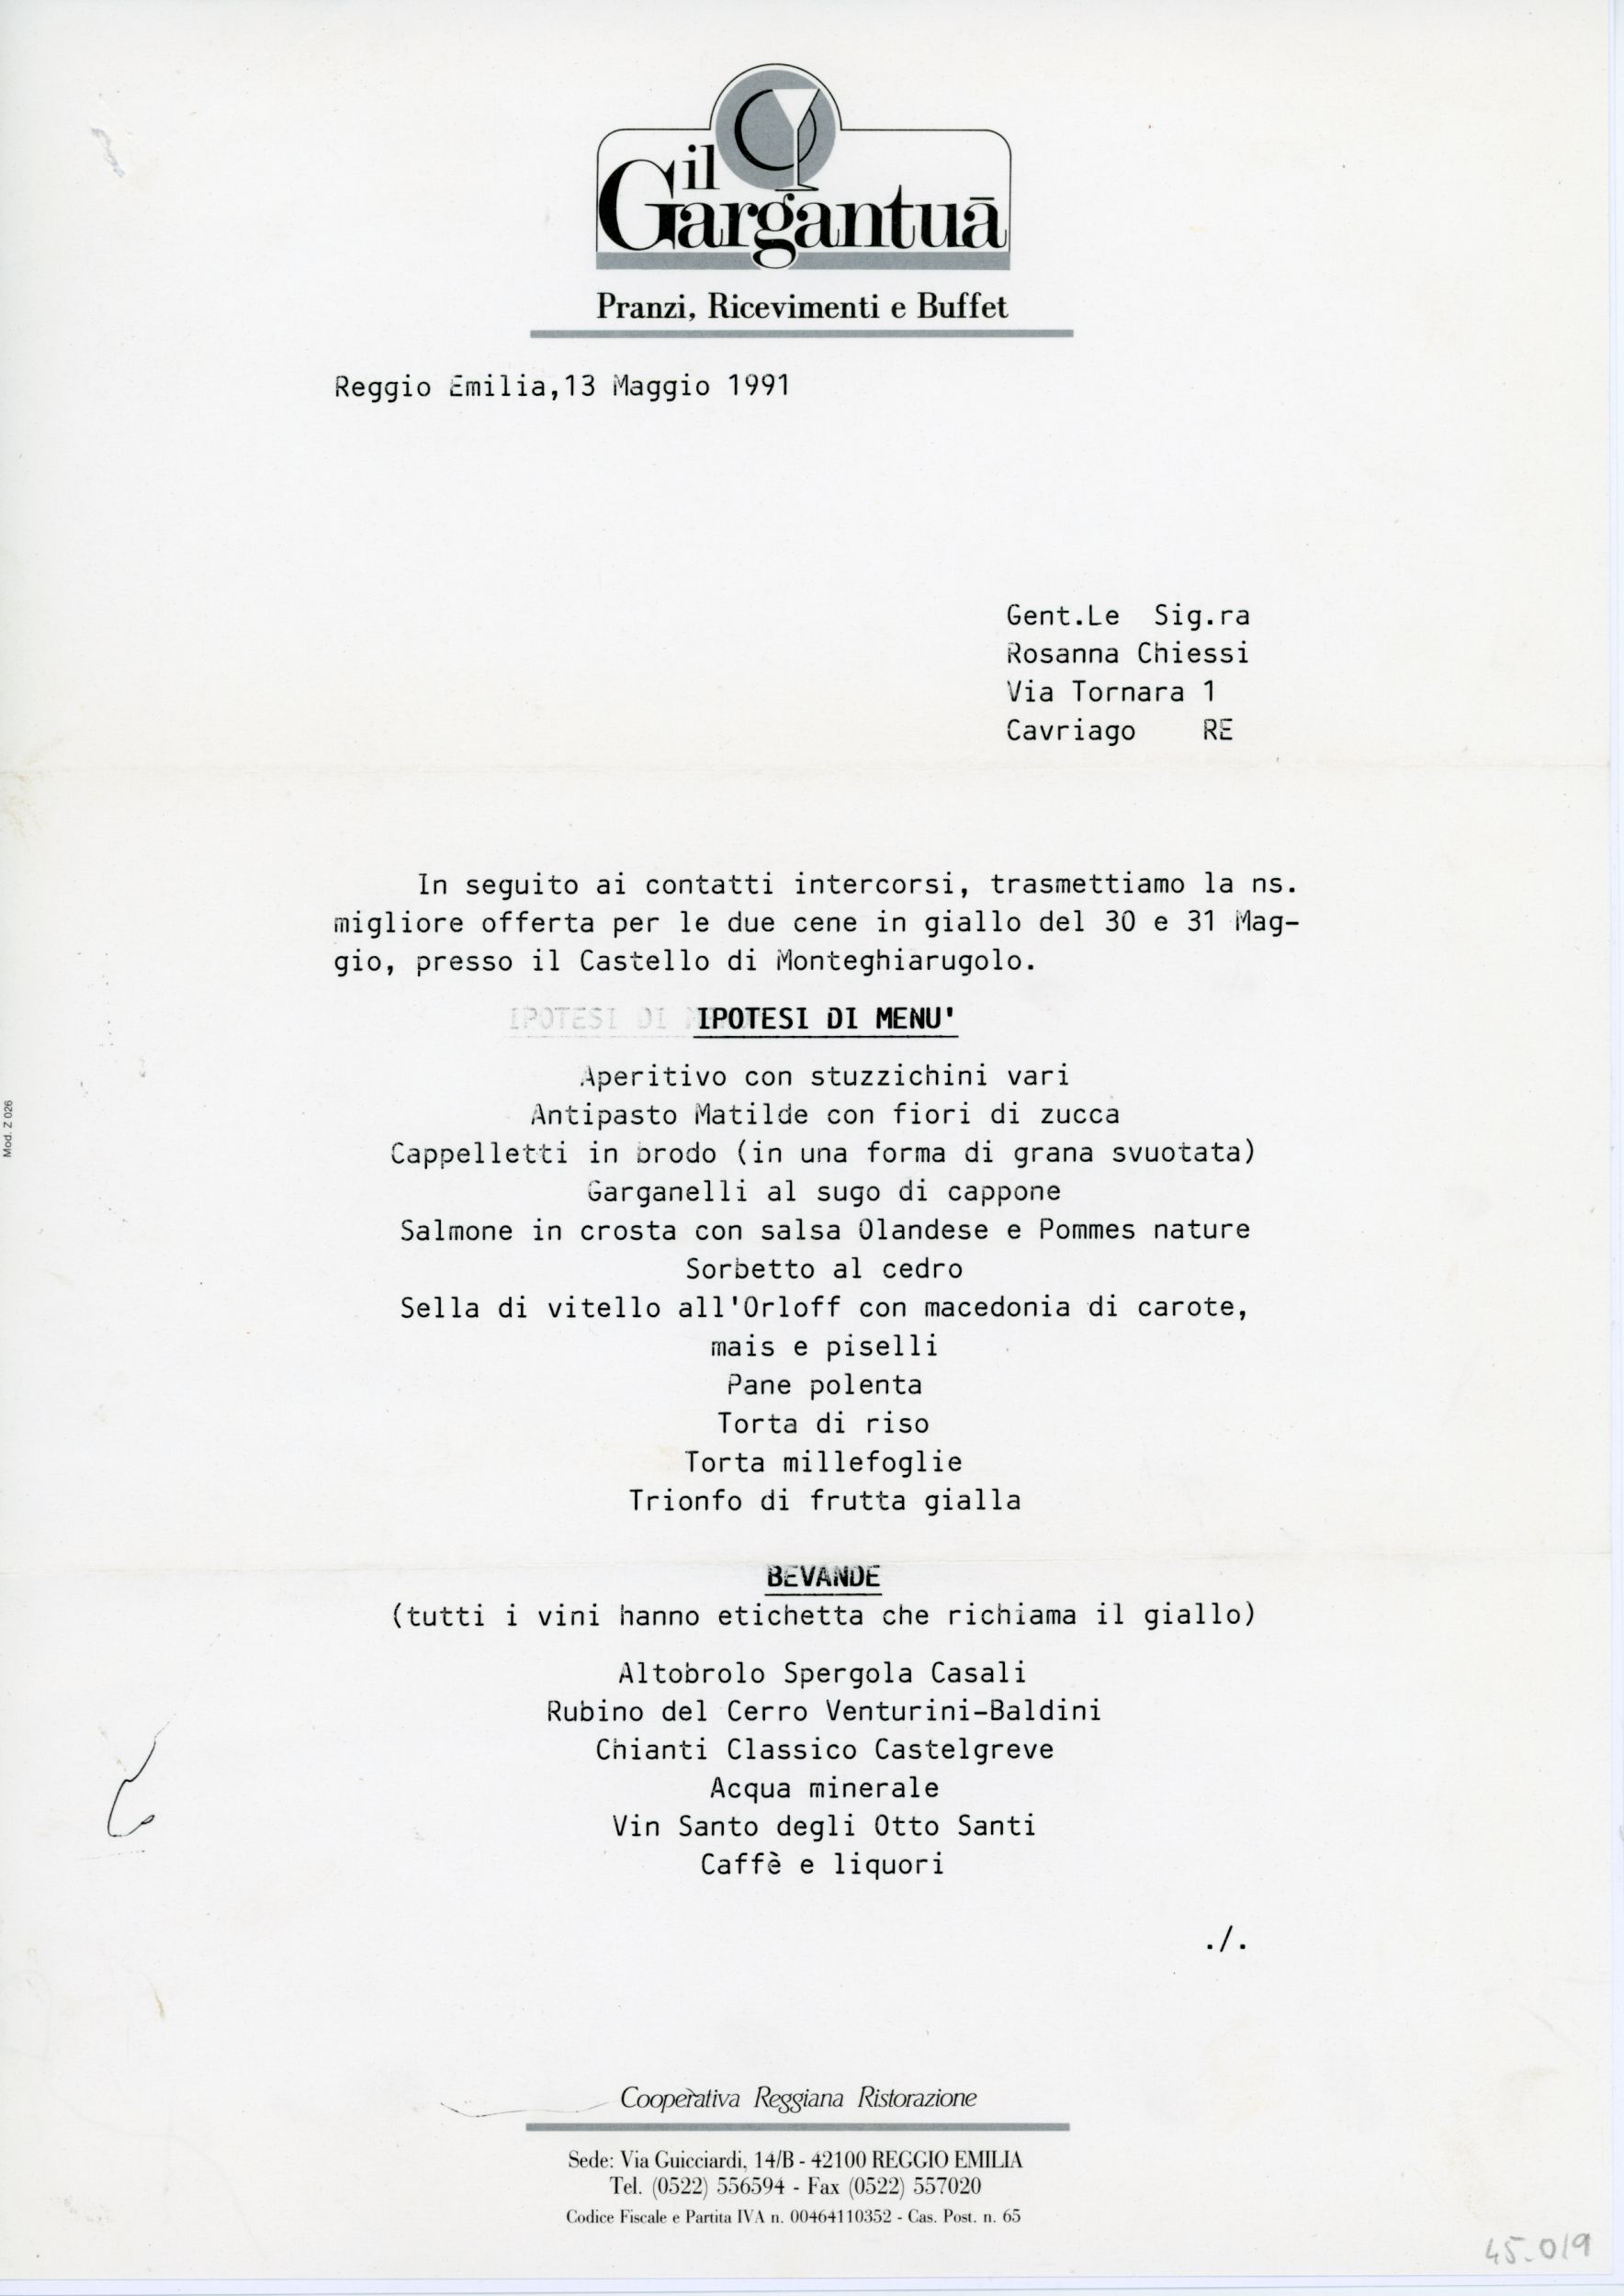 il
Gargantuā
Pranzi, Ricevimenti e Buffet
Reggio Emilia,13 Maggio 1991
Gent.Le Sig.ra
Rosanna Chiessi
Via Tornara 1
Cavriago RE
In seguito ai contatti intercorsi, trasmettiamo la ns.
migliore offerta per le due cene in giallo del 30 e 31 Mag-
gio, presso il Castello di Monteghiarugolo.
IPOTESI DI IPOTESI DI MENU'
Aperitivo con stuzzichini vari
Antipasto Matilde con fiori di zucca
Cappelletti in brodo (in una forma di grana svuotata)
Garganelli al sugo di cappone
Salmone in crosta con salsa Olandese e Pommes nature
Sorbetto al cedro
Sella di vitello all'Orloff con macedonia di carote,
mais e piselli
Pane polenta
Torta di riso
Torta millefoglie
Trionfo di frutta gialla
BEVANDE
(tutti i vini hanno etichetta che richiama il giallo)
Altobrolo Spergola Casali
Rubino del Cerro Venturini-Baldini
Chianti Classico Castelgreve
Acqua minerale
Vin Santo degli Otto Santi
Caffè e liquori
./.
Mod. Z 026
Cooperativa Reggiana Ristorazione
Sede: Via Guicciardi, 14/B - 42100 REGGIO EMILIA
Tel. (0522) 556594 - Fax (0522) 557020
Codice Fiscale e Partita IVA n. 00464110352 - Cas. Post. n. 65
45.019